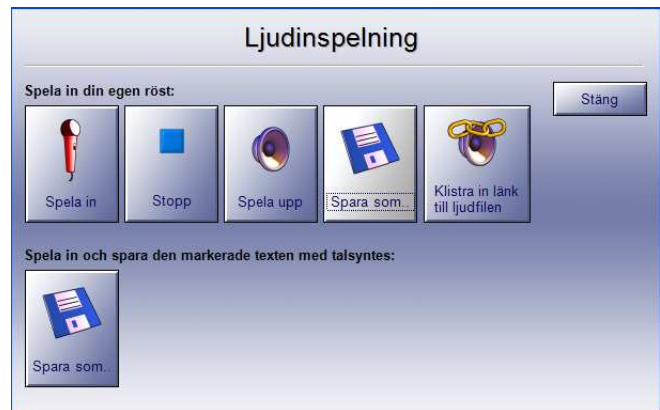 Ljudinspelning
Spela in din egen röst:
Stäng
Spela in
Stopp
Spela upp
Spara som..
Klistra in länk
till ljudfilen
Spela in och spara den markerade texten med talsyntes:
Spara som..